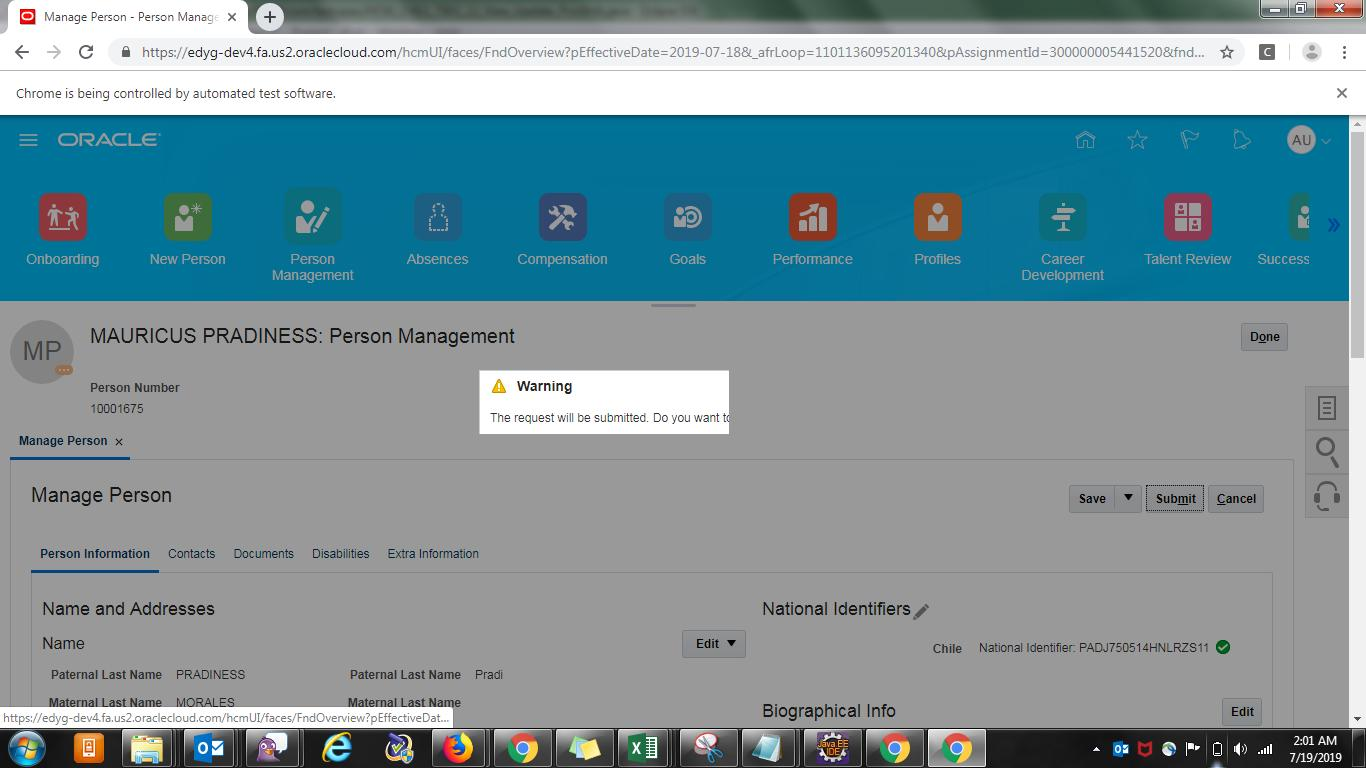 Manage Person - Person Manage
https://edyg-dev4.fa.us2.oraclecloud.com/hcmUI/faces/FndOverview?pEffectiveDate=2019-07-18&_afrLoop=1101136095201340&pAssignmentId=300000005441520&fnd...
C
Chrome is being controlled by automated test software.
ORACLE
AU
Onboarding
New Person
Person
Management
Absences
Compensation
Goals
Performance
Profiles
Career
Development
Talent Review
Success
MP
MAURICUS PRADINESS: Person Management
Done
Person Number
10001675
Warning
The request will be submitted. Do you want to
Manage Person
Manage Person
Save
Submit
Cancel
Person Information
Contacts
Documents
Disabilities
Extra Information
Name and Addresses
National Identifiers
Name
Edit
Chile National Identifier: PADJ750514HNLRZS11
Paternal Last Name PRADINESS
Paternal Last Name Pradi
Maternal Last Name MORALES
Maternal Last Name
Biographical Info
Edit
https://edyg-dev4.fa.us2.oraclecloud.com/hcmUI/faces/FndOverview?pEffectiveDat...
Java EE
IDE
2:01 AM
7/19/2019